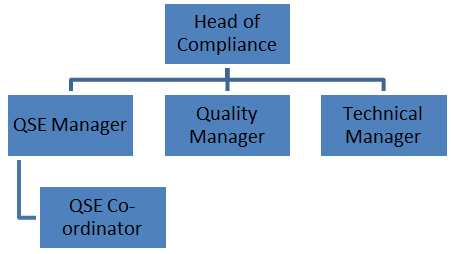 Head of
Compliance
QSE Manager
Quality
Manager
Technical
Manager
QSE Co-
ordinator